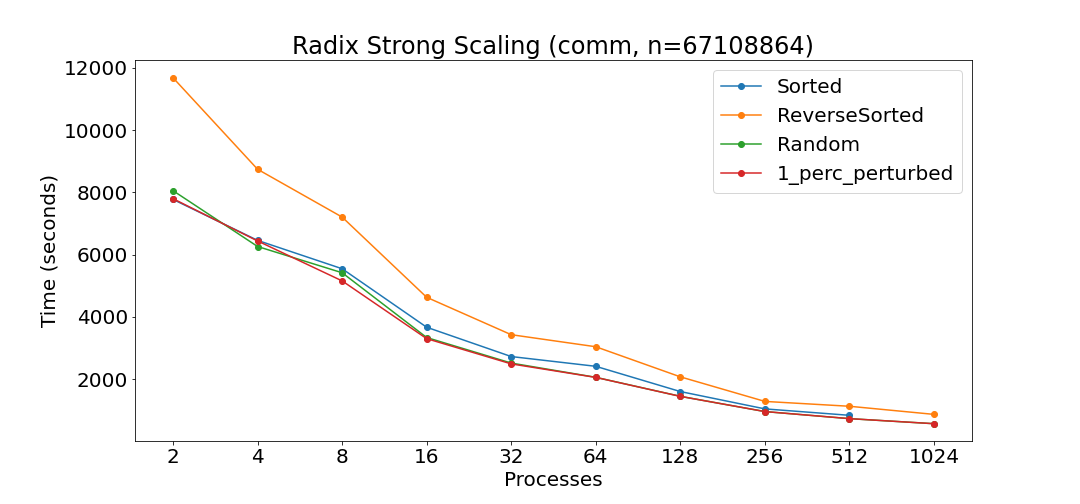 Radix Strong Scaling (comm, n=67108864)
Time (seconds)
12000
10000
8000
6000
4000
2000
Sorted
ReverseSorted
Random
1_perc_perturbed
2 4 8 16 32 64 128 256 512 1024
Processes